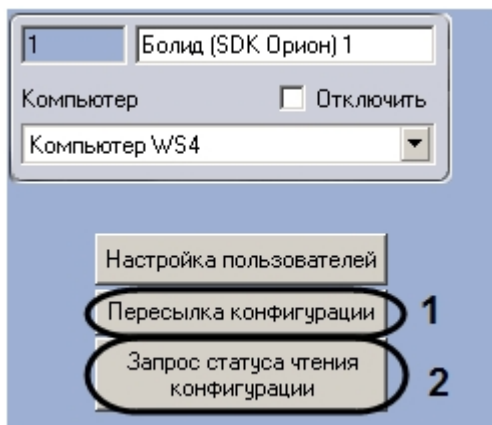 1
Болид (SDK Орион) 1
Компьютер
Отключить
Компьютер WS4
Настройка пользователей
Пересылка конфигурации
1
Запрос статуса чтения
конфигурации
2